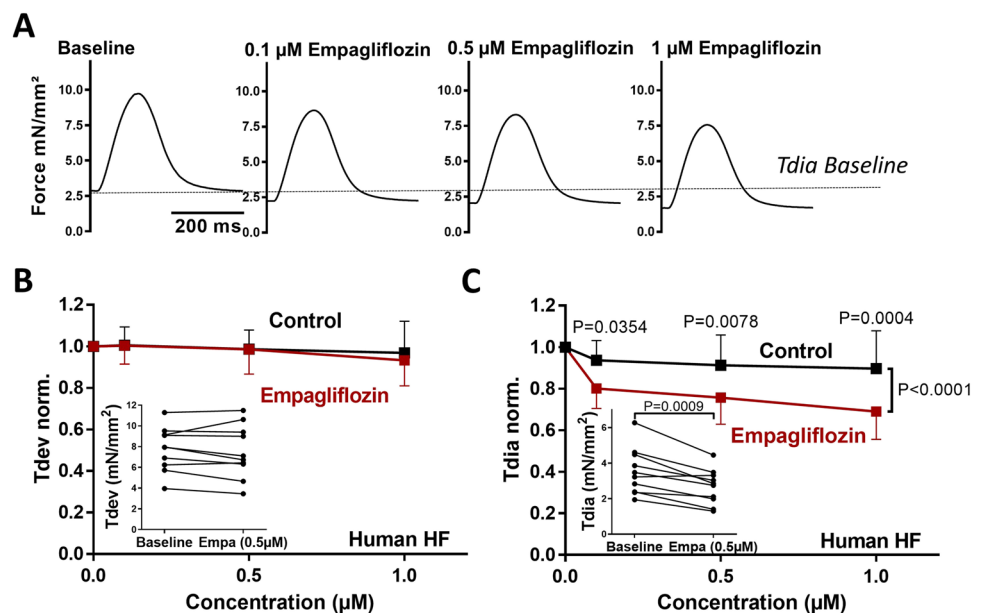 A
Baseline
0.1 µM Empagliflozin
0.5 µM Empagliflozin
1 µM Empagliflozin
Force mN/mm²
10.0
7.5
5.0
2.5
0.0
10.0
7.5
5.0
2.5
0.0
10.0
7.5
5.0
2.5
0.0
10.0
7.5
5.0
2.5
0.0
Tdia Baseline
200 ms
B
Tdev norm.
1.2
1.0
0.8
0.6
0.4
0.2
0.0
Control
Empagliflozin
Tdev (mN/mm²)
12
10
8
6
4
2
0
Baseline Empa (0.5µM)
Human HF
0.0 0.5 1.0
Concentration (µM)
C
Tdia norm.
1.2
1.0
0.8
0.6
0.4
0.2
0.0
P=0.0354
P=0.0078
P=0.0004
Control
P<0.0001
Empagliflozin
P=0.0009
Tdia (mN/mm²)
6
4
2
0
Baseline Empa (0.5µM)
Human HF
0.0 0.5 1.0
Concentration (µM)